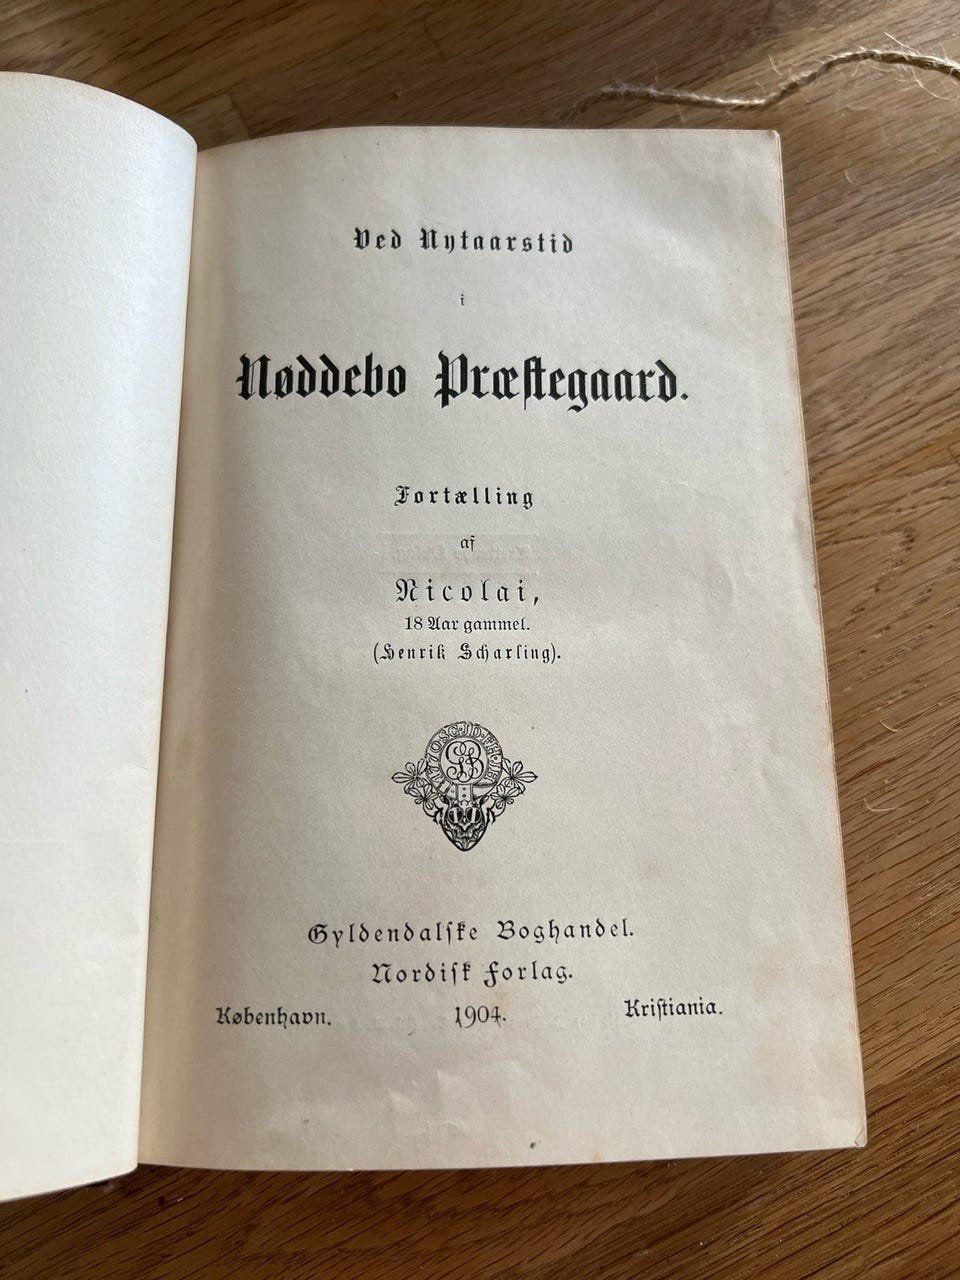 Ved Nytaarstid
i
Nøddebo Præstegaard.
Fortælling
af
Nicolai,
18 Aar gammel.
(Henrik Scharling).
Gyldendalske Boghandel.
Nordisk Forlag.
København. 1904. Kristiania.